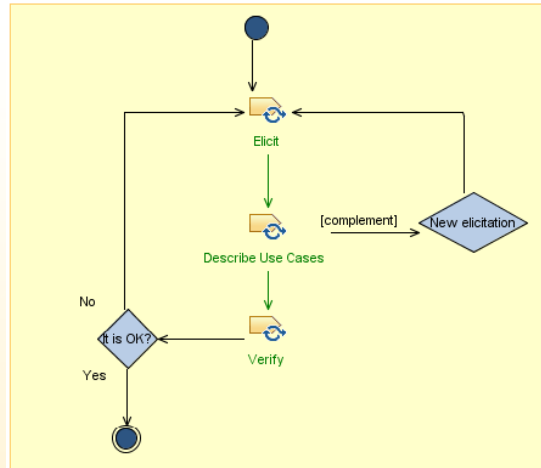 Elicit
[complement]
New elicitation
Describe Use Cases
No
It is OK?
Verify
Yes